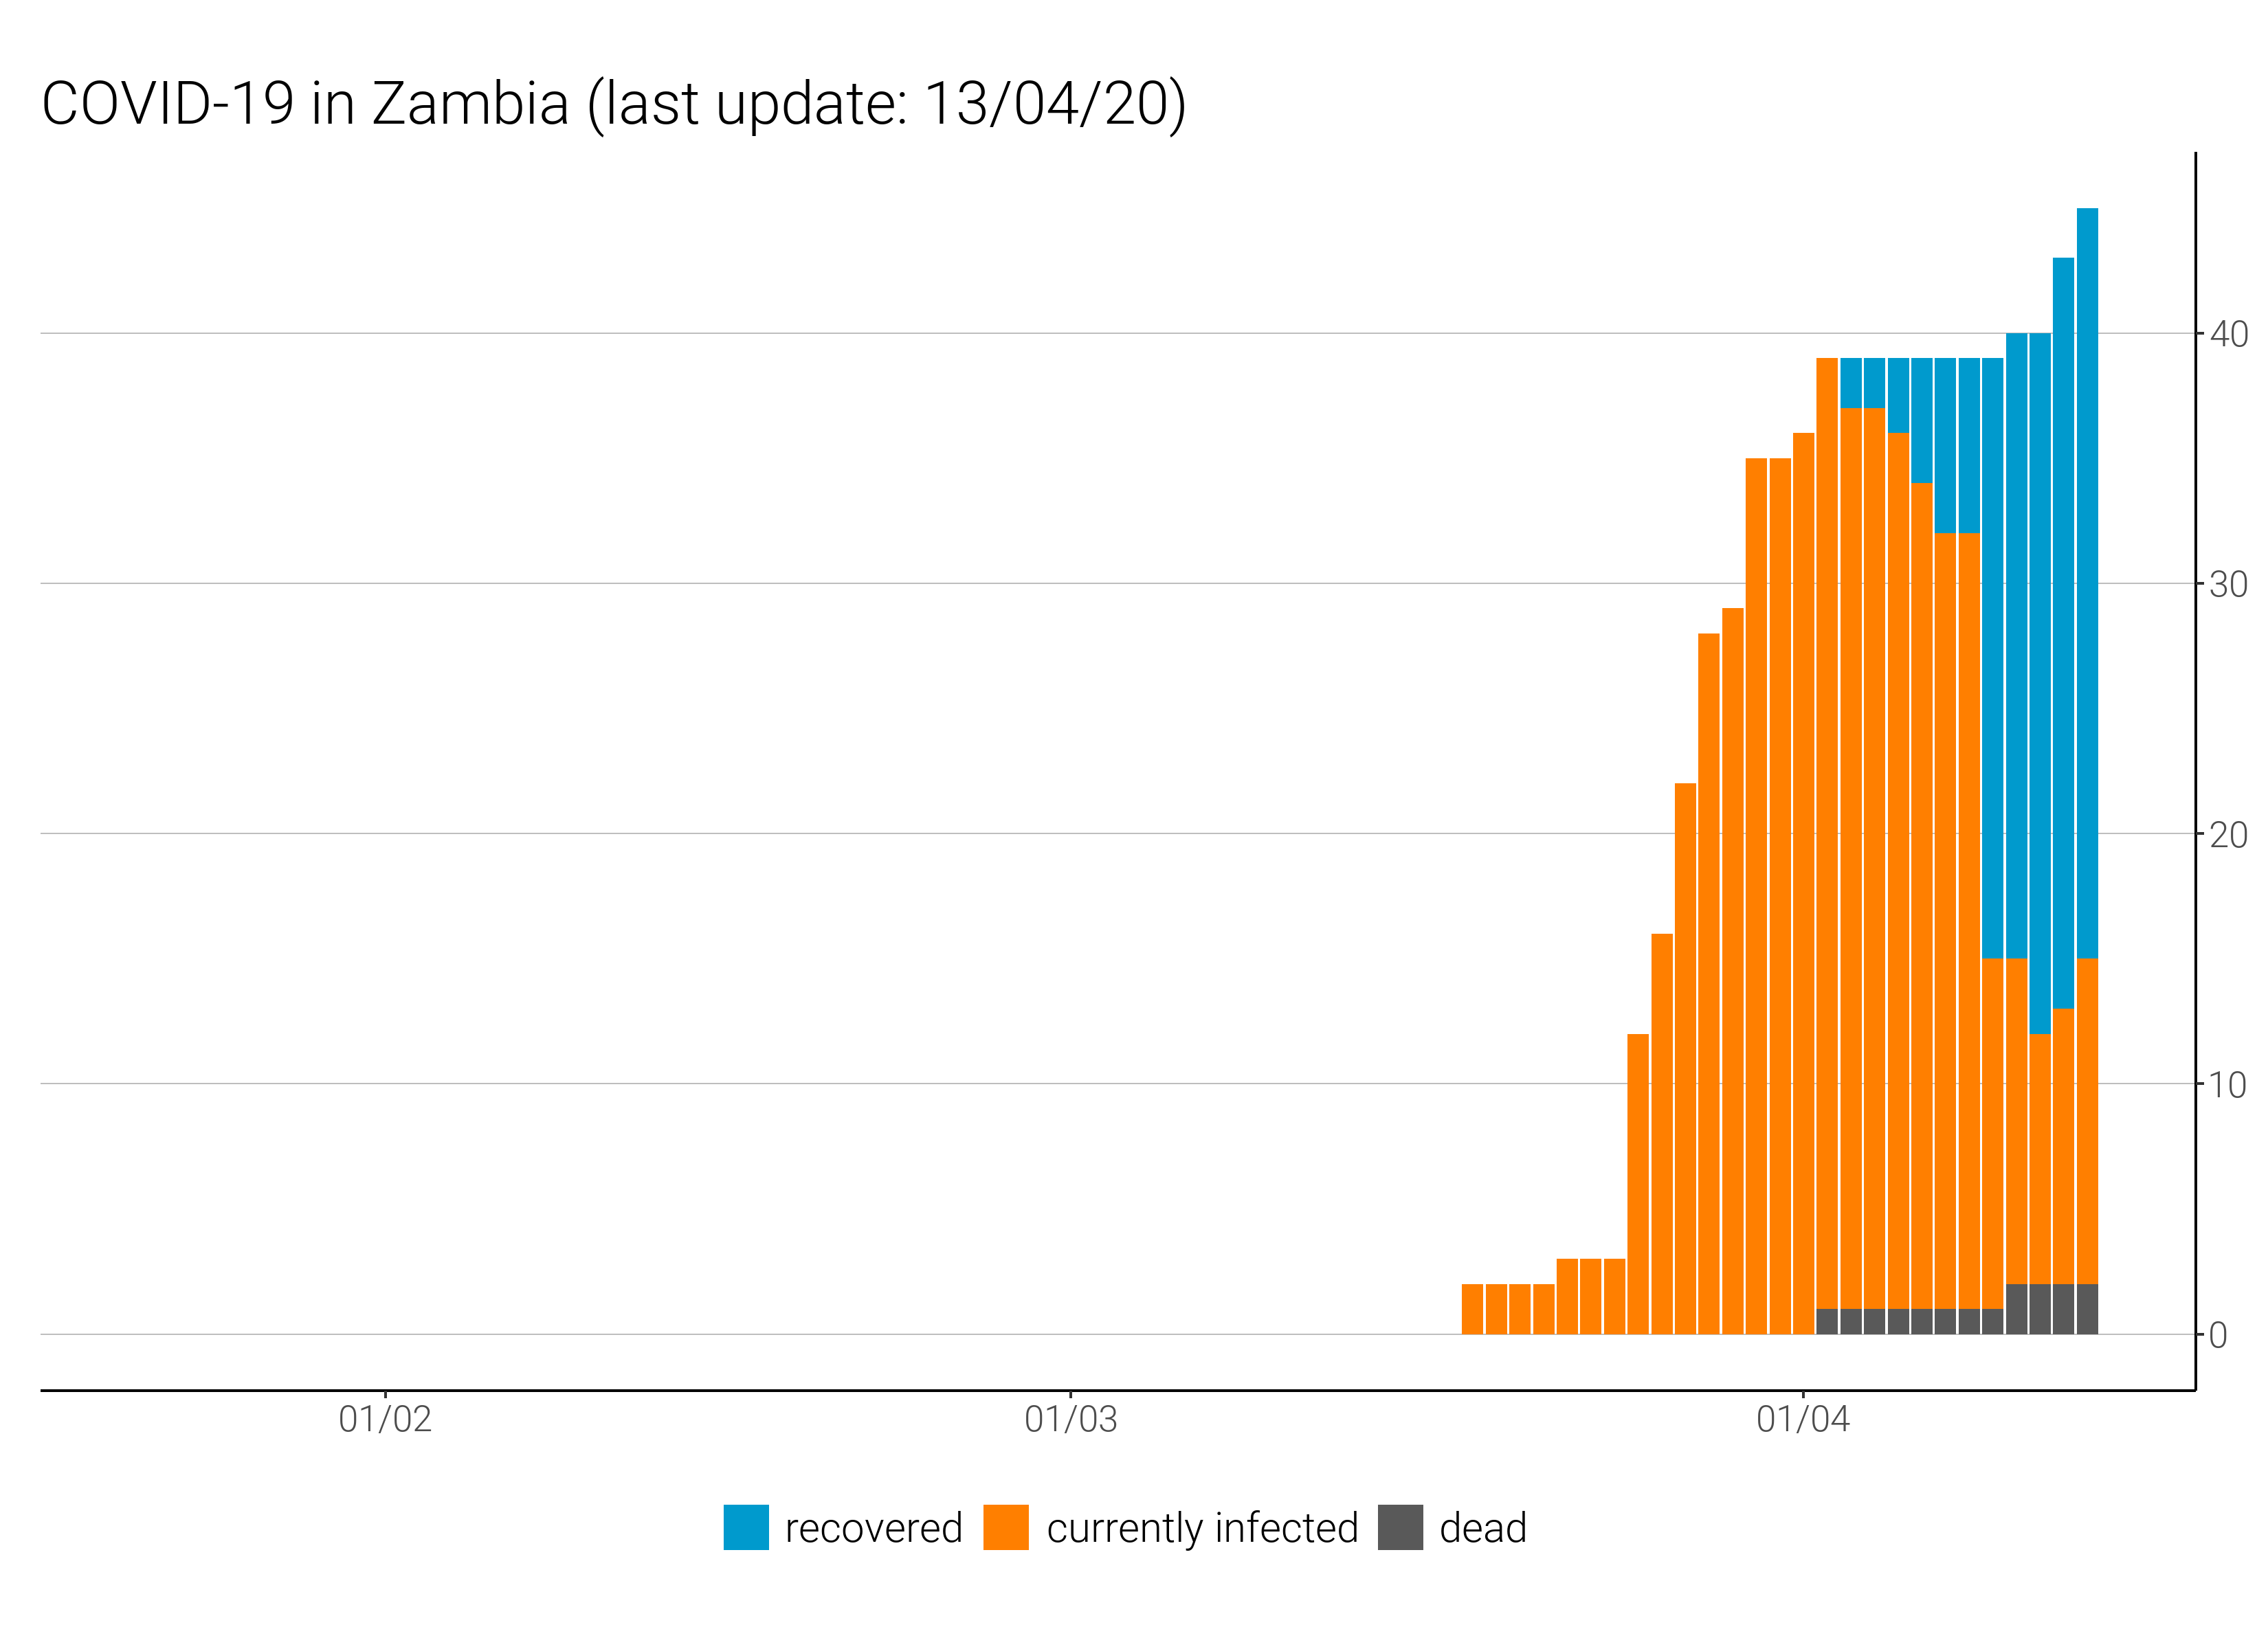 COVID-19 in Zambia (last update: 13/04/20)
40
30
20
10
0
01/02 01/03 01/04
recovered currently infected dead